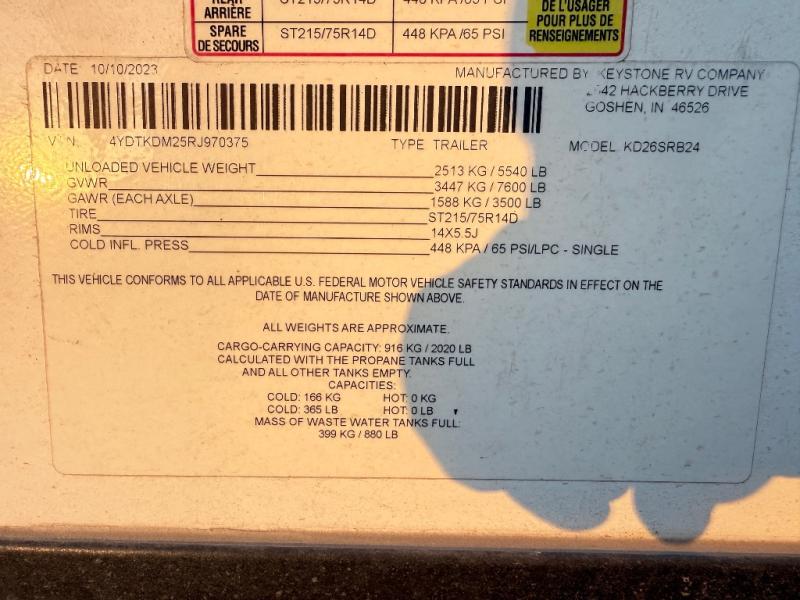 ARRIÈRE
SPARE DE SECOURS ST215/75R14D 448 KPA /65 PSI
DE L'USAGER
POUR PLUS DE
RENSEIGNEMENTS
DATE 10/10/2023 MANUFACTURED BY KEYSTONE RV COMPANY
HACKBERRY DRIVE
GOSHEN, IN 46526
4YDTKDM25RJ970375 TYPE TRAILER MODEL KD26SRB24
UNLOADED VEHICLE WEIGHT 2513 KG / 5540 LB
GVWR 3447 KG / 7600 LB
GAWR (EACH AXLE) 1588 KG / 3500 LB
TIRE ST215/75R14D
RIMS 14X5.5J
COLD INFL. PRESS 448 KPA / 65 PSI/LPC - SINGLE
THIS VEHICLE CONFORMS TO ALL APPLICABLE U.S. FEDERAL MOTOR VEHICLE SAFETY STANDARDS IN EFFECT ON THE
DATE OF MANUFACTURE SHOWN ABOVE.
ALL WEIGHTS ARE APPROXIMATE.
CARGO-CARRYING CAPACITY: 916 KG / 2020 LB
CALCULATED WITH THE PROPANE TANKS FULL
AND ALL OTHER TANKS EMPTY.
CAPACITIES:
COLD: 166 KG HOT: 0 KG
COLD: 365 LB HOT: 0 LB
MASS OF WASTE WATER TANKS FULL:
399 KG / 880 LB